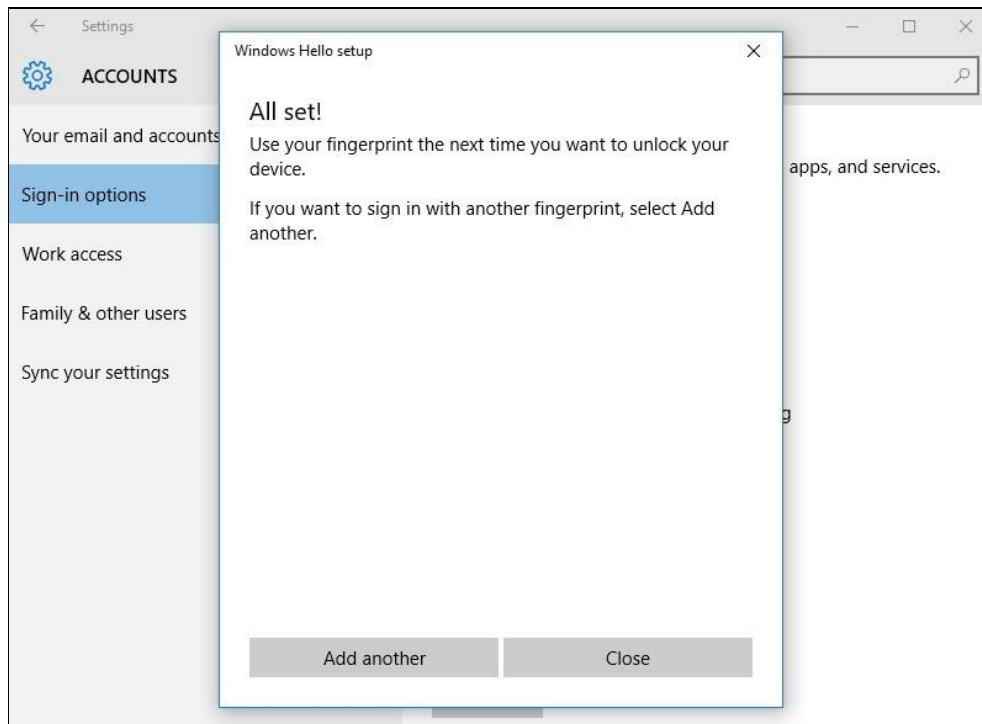 Settings
ACCOUNTS
Your email and accounts
Sign-in options
Work access
Family & other users
Sync your settings
Windows Hello setup
All set!
Use your fingerprint the next time you want to unlock your
device.
If you want to sign in with another fingerprint, select Add
another.
Add another
Close
apps, and services.